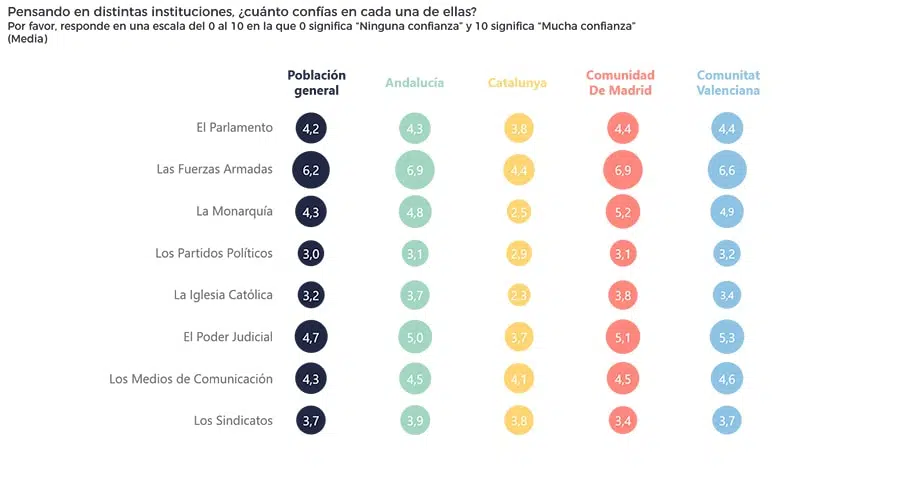 Pensando en distintas instituciones, ¿cuánto confías en cada una de ellas?
Por favor, responde en una escala del 0 al 10 en la que 0 significa “Ninguna confianza” y 10 significa “Mucha confianza”
(Media)
Población general Andalucía Catalunya Comunidad De Madrid Comunitat Valenciana
El Parlamento 4,2 4,3 3,8 4,4 4,4
Las Fuerzas Armadas 6,2 6,9 4,4 6,9 6,6
La Monarquía 4,3 4,8 2,5 5,2 4,9
Los Partidos Políticos 3,0 3,1 2,9 3,1 3,2
La Iglesia Católica 3,2 3,7 2,3 3,8 3,4
El Poder Judicial 4,7 5,0 3,7 5,1 5,3
Los Medios de Comunicación 4,3 4,5 4,1 4,5 4,6
Los Sindicatos 3,7 3,9 3,8 3,4 3,7